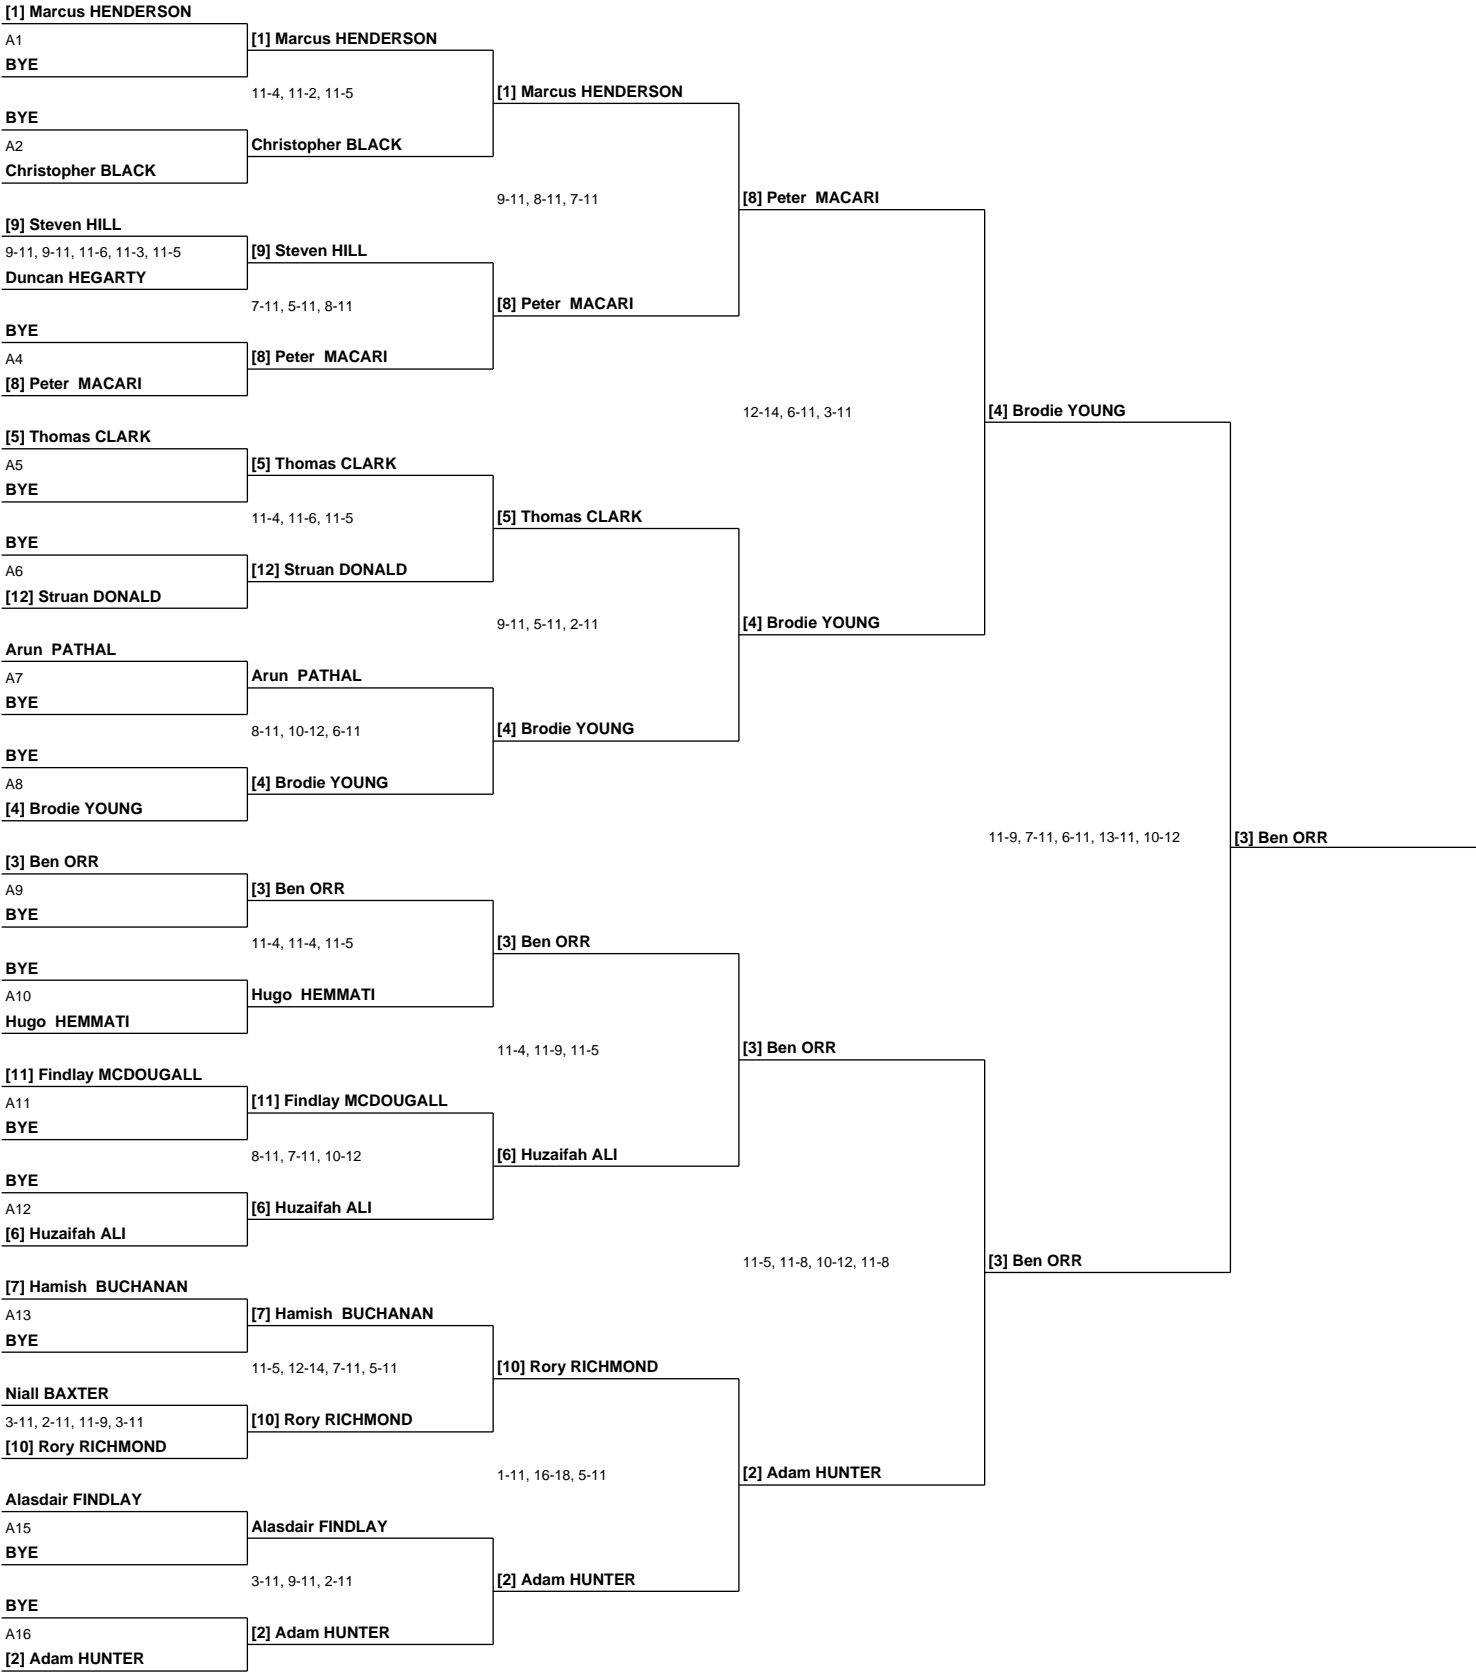 [1] Marcus HENDERSON
A1
BYE
BYE
A2
Christopher BLACK
[9] Steven HILL
9-11, 9-11, 11-6, 11-3, 11-5
Duncan HEGARTY
BYE
A4
[8] Peter  MACARI
[5] Thomas CLARK
A5
BYE
BYE
A6
[12] Struan DONALD
Arun  PATHAL
A7
BYE
BYE
A8
[4] Brodie YOUNG
[3] Ben ORR
A9
BYE
BYE
A10
Hugo  HEMMATI
[11] Findlay MCDOUGALL
A11
BYE
BYE
A12
[6] Huzaifah ALI
[7] Hamish  BUCHANAN
A13
BYE
Niall BAXTER
3-11, 2-11, 11-9, 3-11
[10] Rory RICHMOND
Alasdair FINDLAY
A15
BYE
BYE
A16
[2] Adam HUNTER
[1] Marcus HENDERSON
11-4, 11-2, 11-5
Christopher BLACK
[9] Steven HILL
7-11, 5-11, 8-11
[8] Peter  MACARI
[5] Thomas CLARK
11-4, 11-6, 11-5
[12] Struan DONALD
Arun  PATHAL
8-11, 10-12, 6-11
[4] Brodie YOUNG
[3] Ben ORR
11-4, 11-4, 11-5
Hugo  HEMMATI
[11] Findlay MCDOUGALL
8-11, 7-11, 10-12
[6] Huzaifah ALI
[7] Hamish  BUCHANAN
11-5, 12-14, 7-11, 5-11
[10] Rory RICHMOND
Alasdair FINDLAY
3-11, 9-11, 2-11
[2] Adam HUNTER
[1] Marcus HENDERSON
9-11, 8-11, 7-11
[8] Peter  MACARI
[5] Thomas CLARK
9-11, 5-11, 2-11
[4] Brodie YOUNG
[3] Ben ORR
11-4, 11-9, 11-5
[6] Huzaifah ALI
[10] Rory RICHMOND
1-11, 16-18, 5-11
[2] Adam HUNTER
[8] Peter  MACARI
12-14, 6-11, 3-11
[4] Brodie YOUNG
[3] Ben ORR
11-5, 11-8, 10-12, 11-8
[2] Adam HUNTER
[4] Brodie YOUNG
11-9, 7-11, 6-11, 13-11, 10-12
[3] Ben ORR
[3] Ben ORR